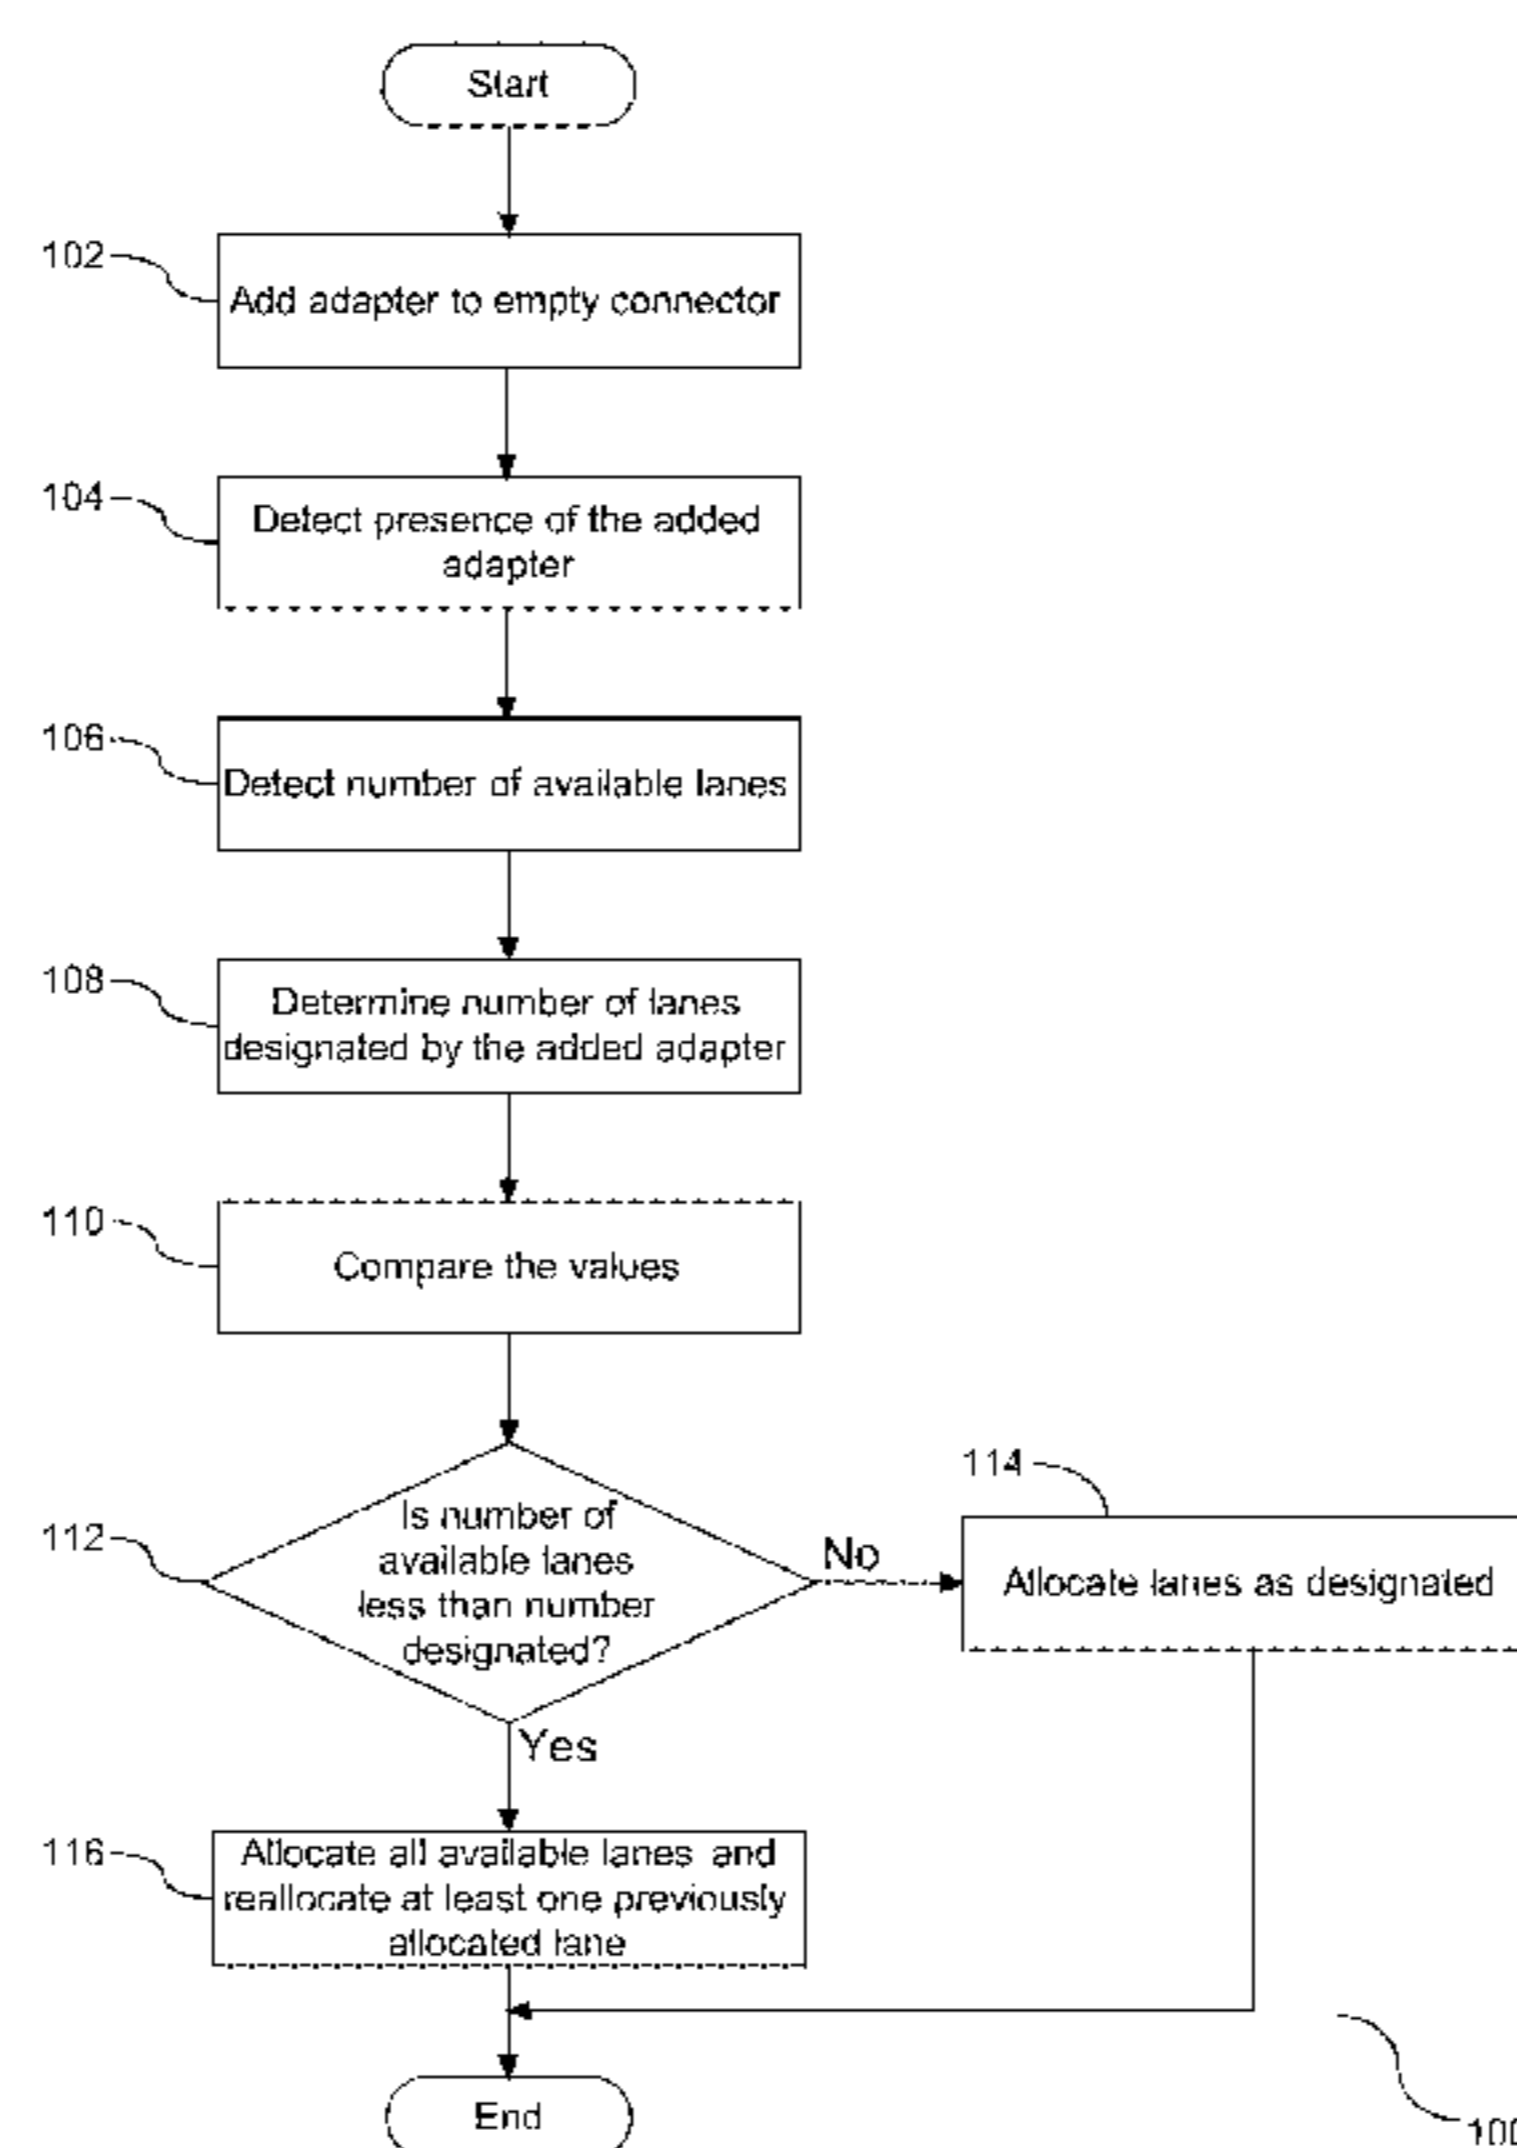 Start
102
Add adapter to empty connector
104
Detect presence of the added
adapter
106
Detect number of available lanes
108
Determine number of lanes
designated by the added adapter
110
Compare the values
112
Is number of
available lanes
less than number
designated?
No
114
Allocate lanes as designated
Yes
116
Allocate all available lanes and
reallocate at least one previously
allocated lane
End
100